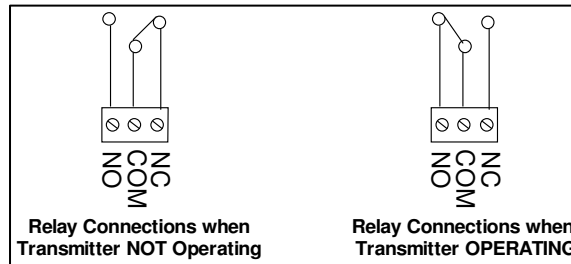 NO COM NC
Relay Connections when
Transmitter NOT Operating
NO COM NC
Relay Connections when
Transmitter OPERATING